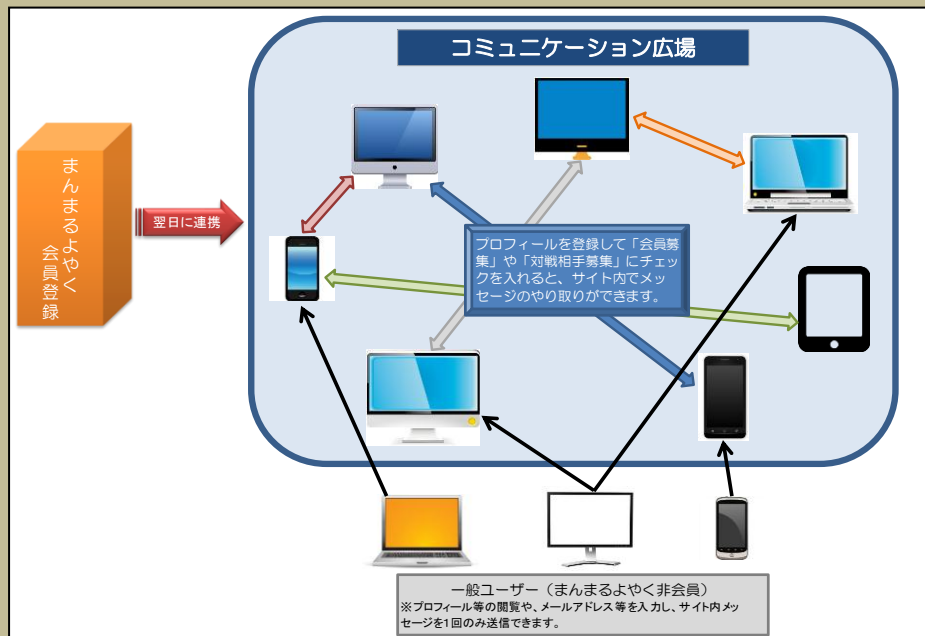 コミュニケーション広場
まんまるよやく
会員登録
翌日に連携
プロフィールを登録して「会員募
集」や「対戦相手募集」にチェッ
クを入れると、サイト内でメッ
セージのやり取りができます。
一般ユーザー（まんまるよやく非会員）
※プロフィール等の閲覧や、メールアドレス等を入力し、サイト内メッ
セージを1回のみ送信できます。